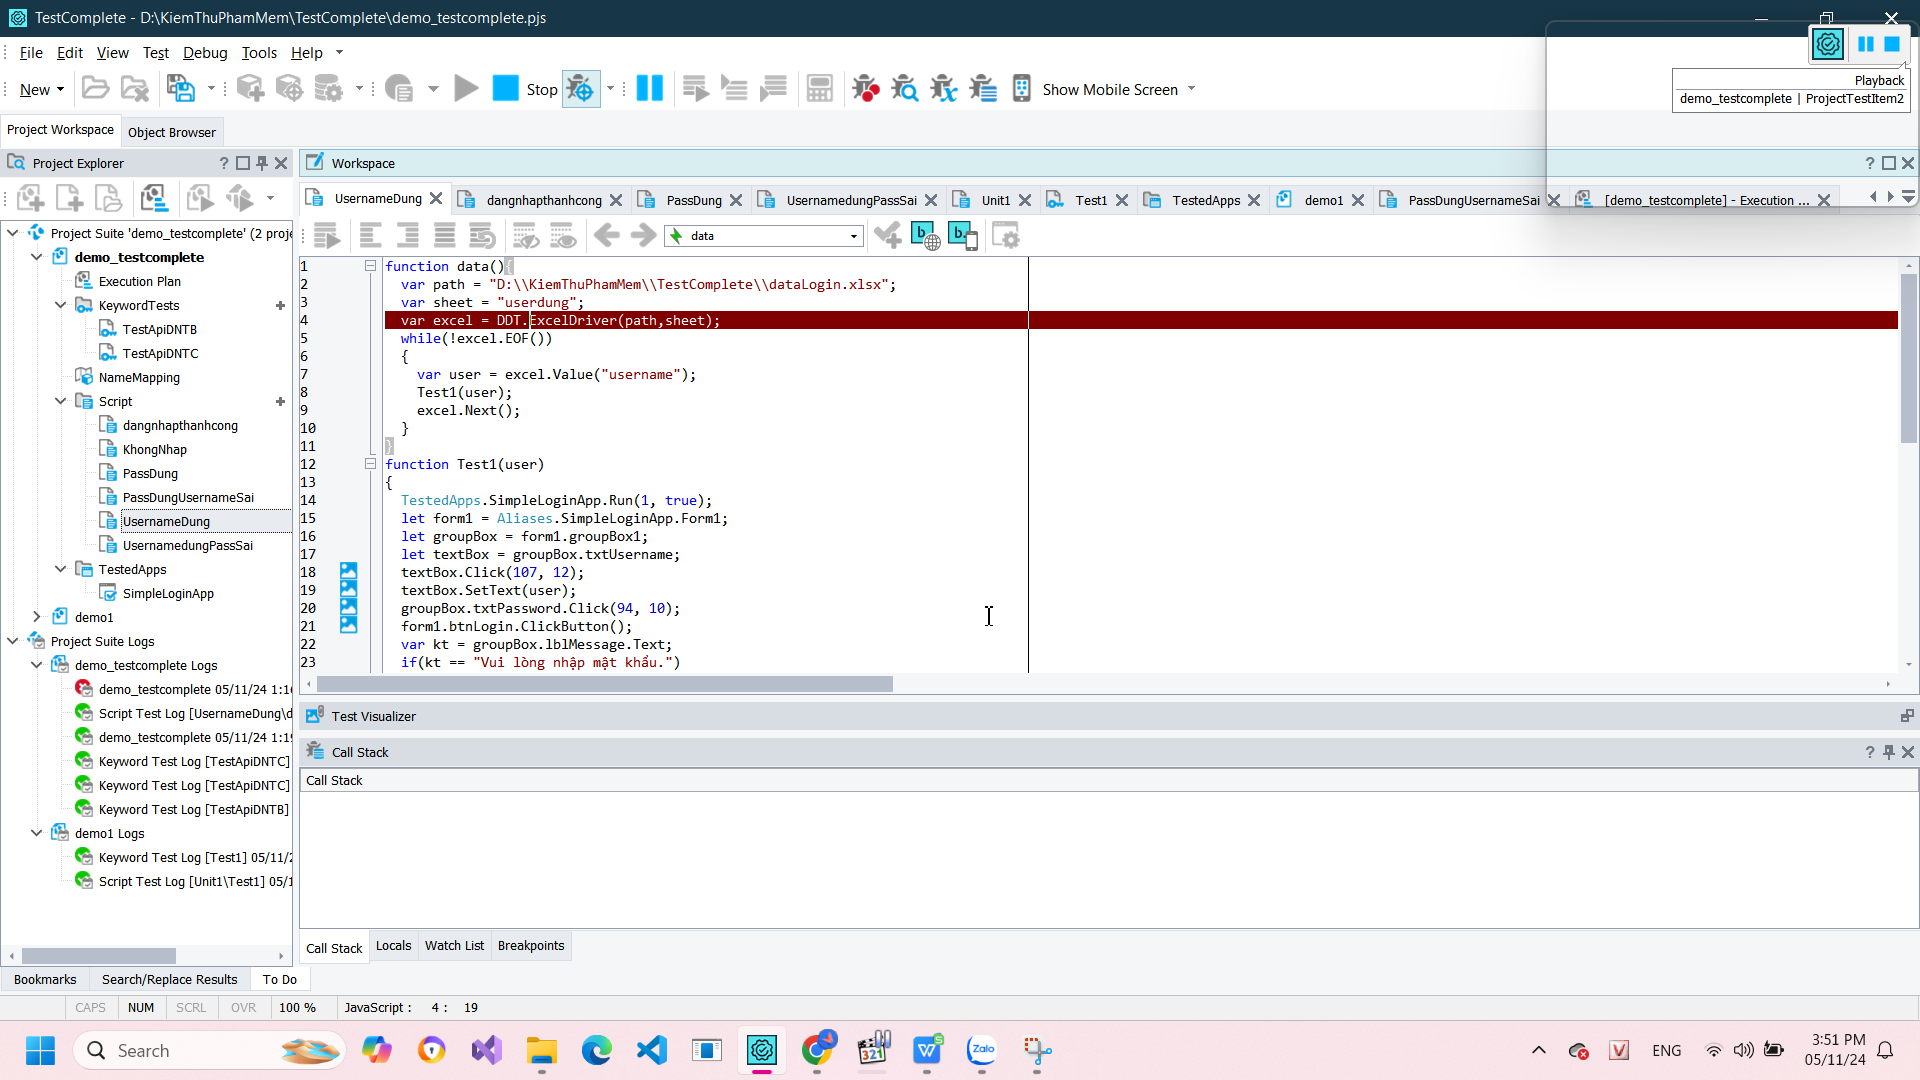 TestComplete - D:\KiemThuPhamMem\TestComplete\demo_testcomplete.pjs
File Edit View Test Debug Tools Help
New
Stop
Show Mobile Screen
Playback
demo_testcomplete | ProjectTestItem2
Project Workspace
Object Browser
Project Explorer
Workspace
UsernameDung
dangnhapthanhcong
PassDung
UsernamedungPassSai
Unit1
Test1
TestedApps
demo1
PassDungUsernameSai
[demo_testcomplete] - Execution ...
data
Project Suite 'demo_testcomplete' (2 proje
demo_testcomplete
Execution Plan
KeywordTests
TestApiDNTB
TestApiDNTC
NameMapping
Script
dangnhapthanhcong
KhongNhap
PassDung
PassDungUsernameSai
UsernameDung
UsernamedungPassSai
TestedApps
SimpleLoginApp
demo1
Project Suite Logs
demo_testcomplete Logs
demo_testcomplete 05/11/24 1:16
Script Test Log [UsernameDung\d
demo_testcomplete 05/11/24 1:19
Keyword Test Log [TestApiDNTC]
Keyword Test Log [TestApiDNTC]
Keyword Test Log [TestApiDNTB]
demo1 Logs
Keyword Test Log [Test1] 05/11/2
Script Test Log [Unit1\Test1] 05/1
1 function data(){
2 var path = "D:\\KiemThuPhamMem\\TestComplete\\dataLogin.xlsx";
3 var sheet = "userdung";
4 var excel = DDT.ExcelDriver(path,sheet);
5 while(!excel.EOF())
6 {
7 var user = excel.Value("username");
8 Test1(user);
9 excel.Next();
10 }
11 }
12 function Test1(user)
13 {
14 TestedApps.SimpleLoginApp.Run(1, true);
15 let form1 = Aliases.SimpleLoginApp.Form1;
16 let groupBox = form1.groupBox1;
17 let textBox = groupBox.txtUsername;
18 textBox.Click(107, 12);
19 textBox.SetText(user);
20 groupBox.txtPassword.Click(94, 10);
21 form1.btnLogin.ClickButton();
22 var kt = groupBox.lblMessage.Text;
23 if(kt == "Vui lòng nhập mật khẩu.")
Test Visualizer
Call Stack
Call Stack
Call Stack Locals Watch List Breakpoints
Bookmarks Search/Replace Results To Do
CAPS NUM SCRL OVR 100 % JavaScript : 4 : 19
Search
321
Zalo
ENG
3:51 PM
05/11/24